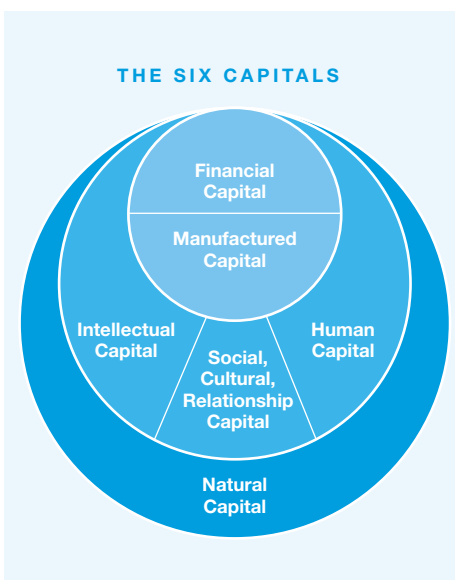 THE SIX CAPITALS
Financial
Capital
Manufactured
Capital
Intellectual
Capital
Social,
Cultural,
Relationship
Capital
Human
Capital
Natural
Capital